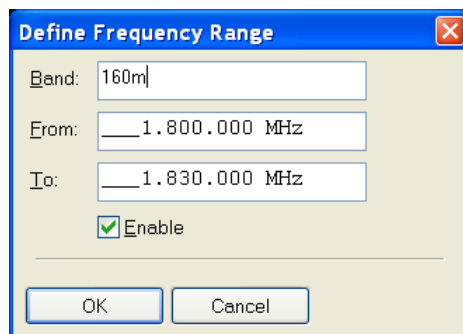 Define Frequency Range
Band: 160m
From: ___1.800.000 MHz
To: ___1.830.000 MHz
Enable
OK Cancel